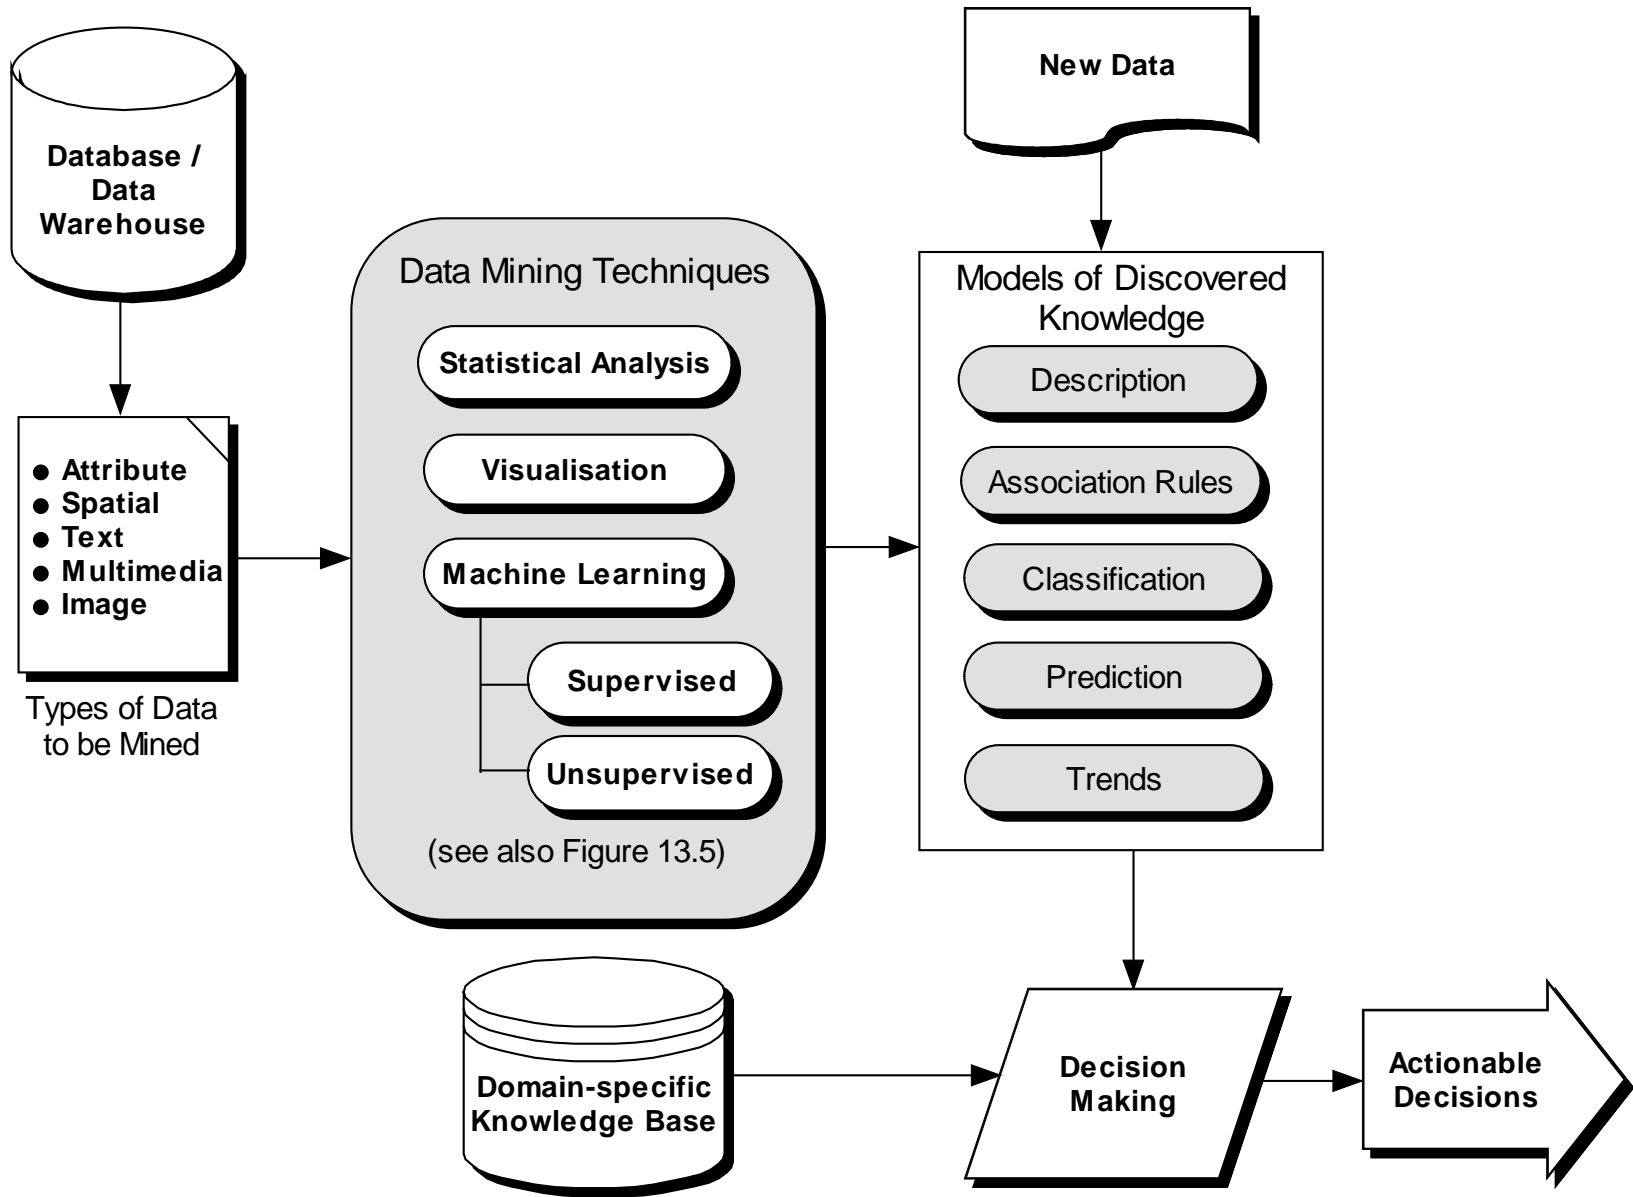 Database /
Data
Warehouse
● Attribute
● Spatial
● Text
● Multimedia
● Image
Types of Data
to be Mined
Data Mining Techniques
Statistical Analysis
Visualisation
Machine Learning
Supervised
Unsupervised
(see also Figure 13.5)
New Data
Models of Discovered
Knowledge
Description
Association Rules
Classification
Prediction
Trends
Domain-specific
Knowledge Base
Decision
Making
Actionable
Decisions